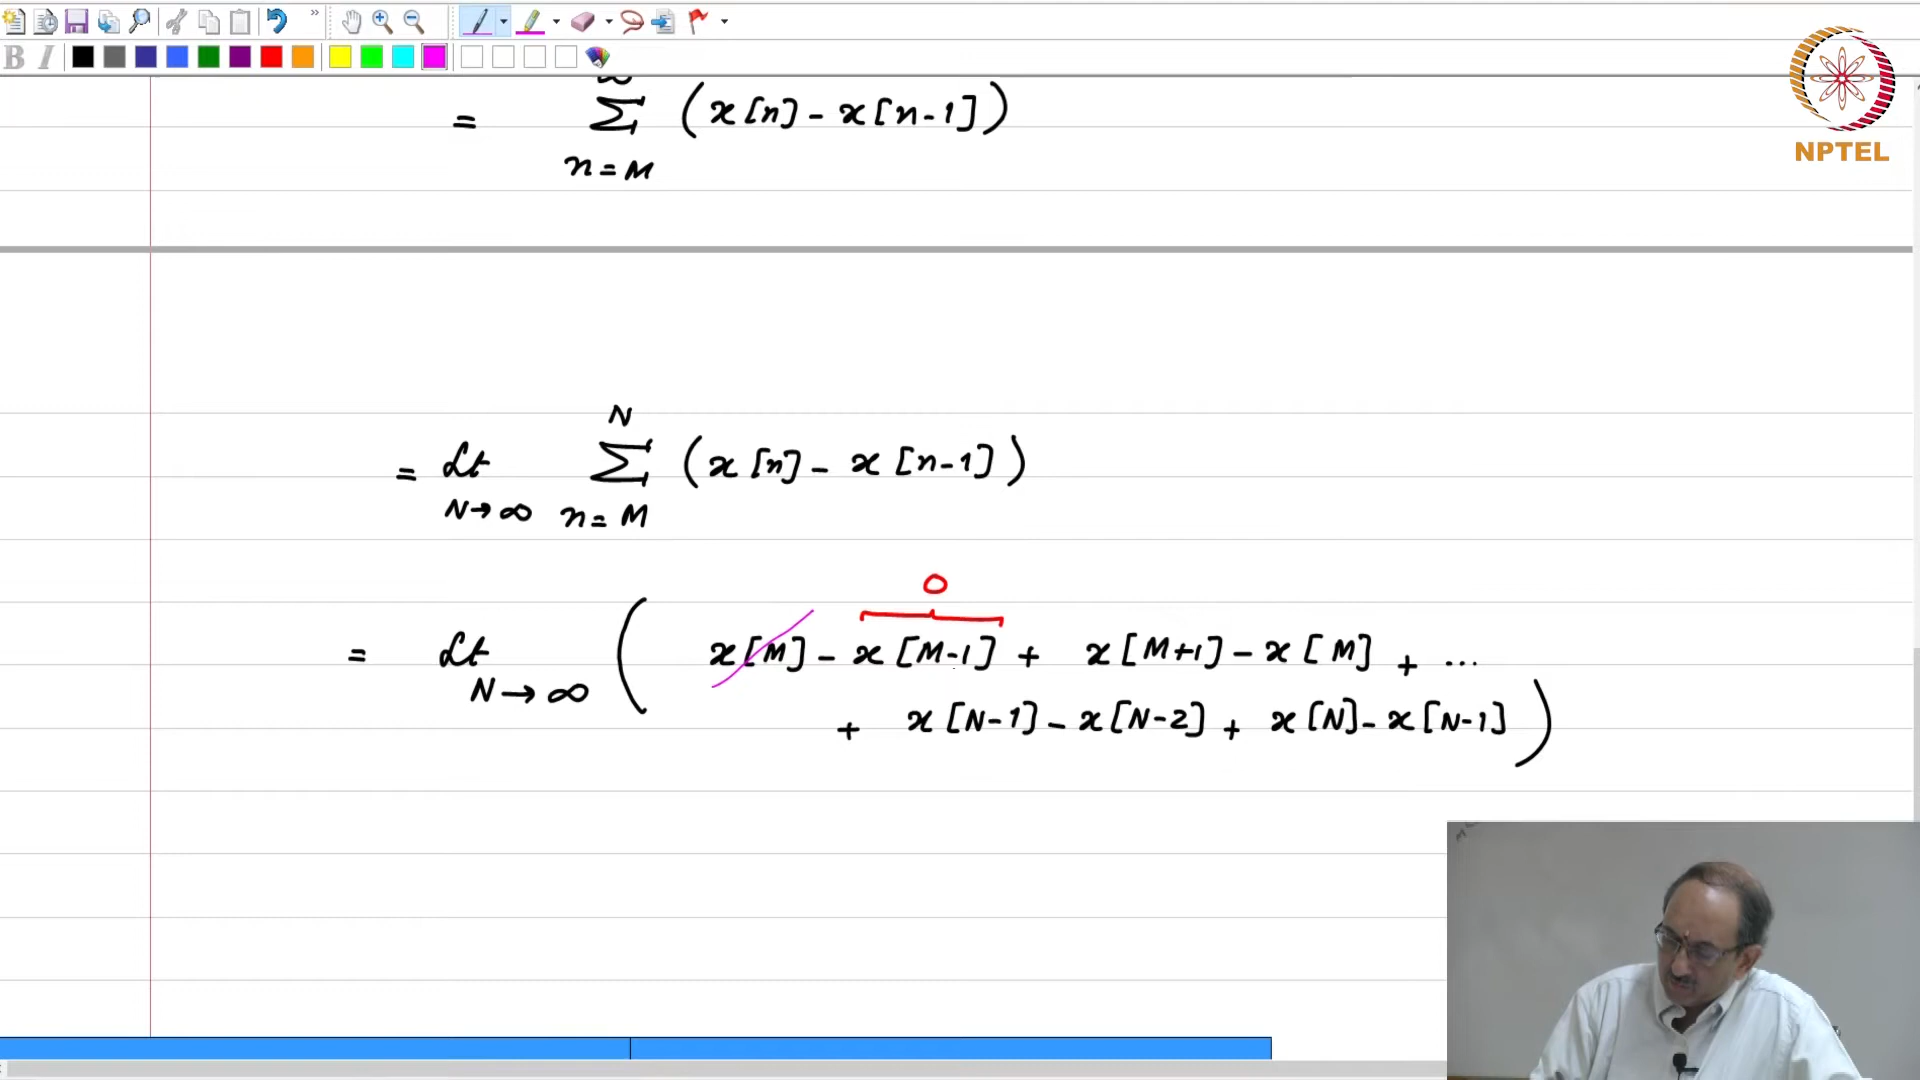 ∞
= Σ (x[n] - x[n-1])
n=M
NPTEL
N
= Lt Σ (x[n] - x[n-1])
N→∞ n=M
0
= Lt ( x[M] - x[M-1] + x[M+1] - x[M] + ...
N→∞
+ x[N-1] - x[N-2] + x[N] - x[N-1] )